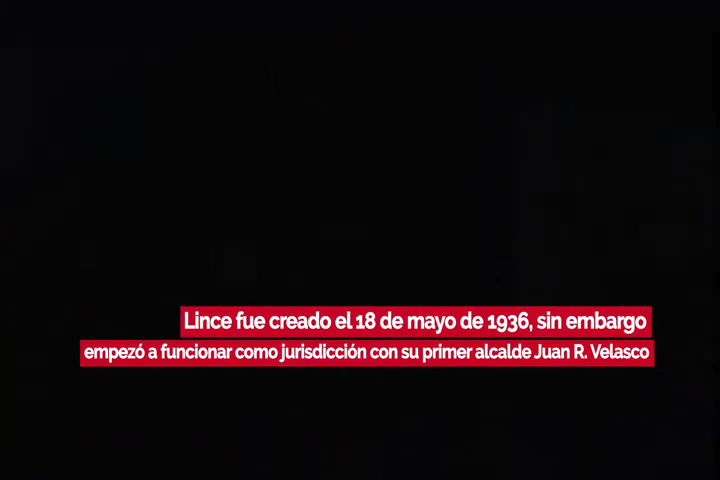 Lince fue creado el 18 de mayo de 1936, sin embargo
empezó a funcionar como jurisdicción con su primer alcalde Juan R. Velasco